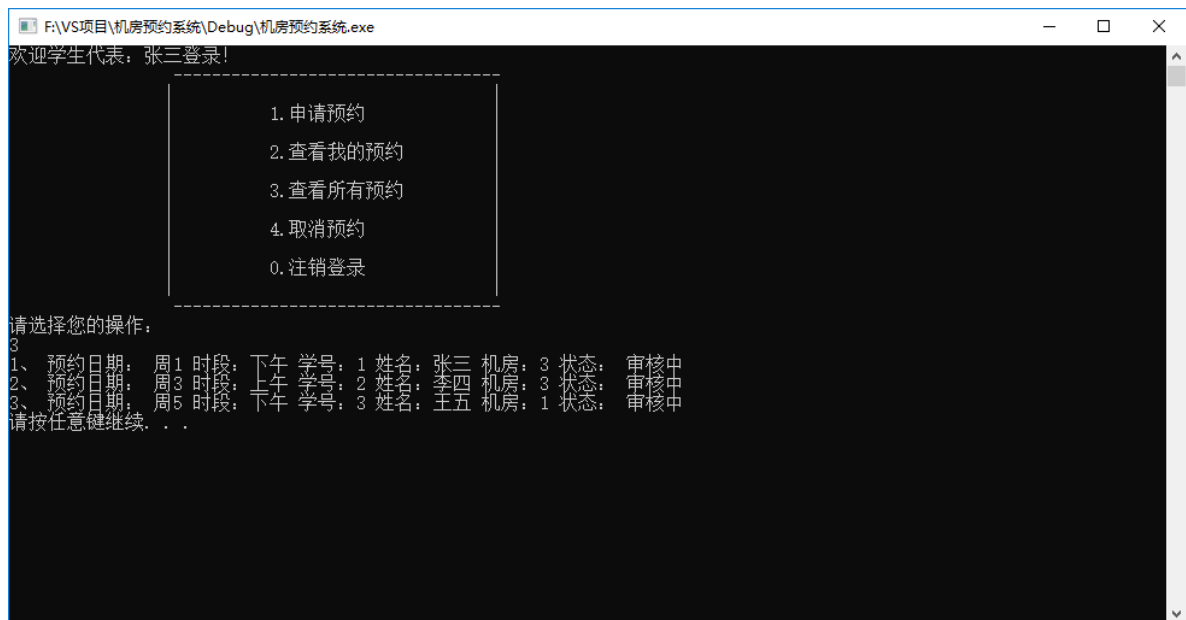 F:\VS项目\机房预约系统\Debug\机房预约系统.exe
欢迎学生代表：张三登录！
1.申请预约
2.查看我的预约
3.查看所有预约
4.取消预约
0.注销登录
请选择您的操作：
3
1、 预约日期： 周1 时段：下午 学号：1 姓名：张三 机房：3 状态： 审核中
2、 预约日期： 周3 时段：上午 学号：2 姓名：李四 机房：3 状态： 审核中
3、 预约日期： 周5 时段：下午 学号：3 姓名：王五 机房：1 状态： 审核中
请按任意键继续. . .